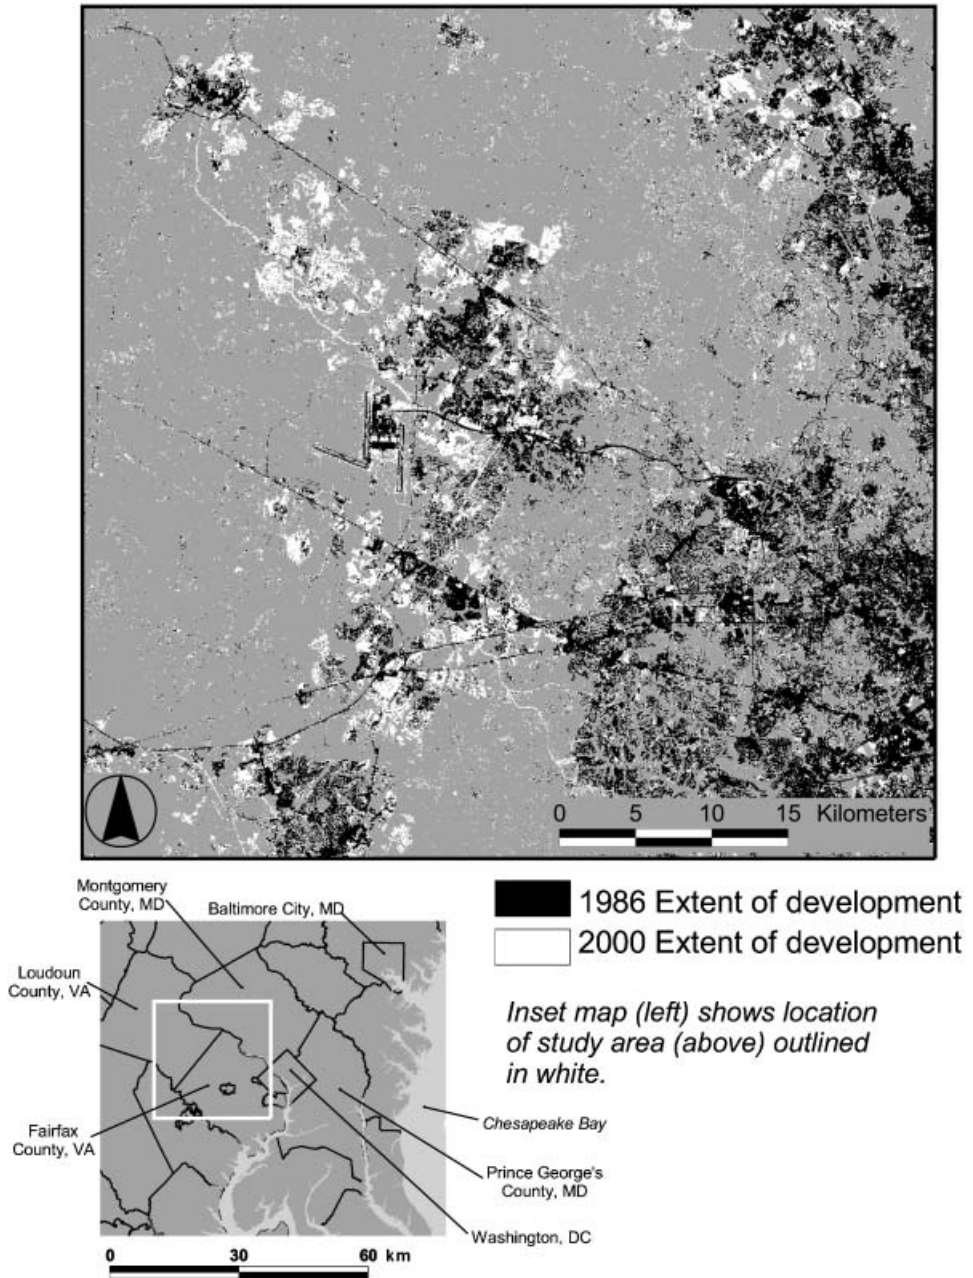 0 5 10 15 Kilometers
1986 Extent of development
2000 Extent of development
Inset map (left) shows location
of study area (above) outlined
in white.
Montgomery
County, MD
Baltimore City, MD
Loudoun
County, VA
Fairfax
County, VA
Chesapeake Bay
Prince George's
County, MD
Washington, DC
0 30 60 km